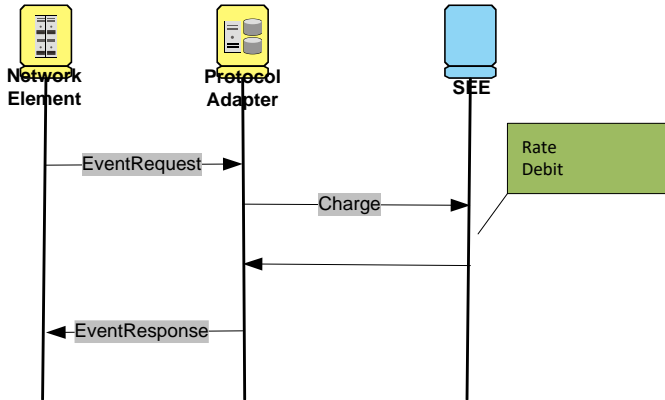 Network
Element
Protocol
Adapter
SEE
Rate
Debit
EventRequest
Charge
EventResponse